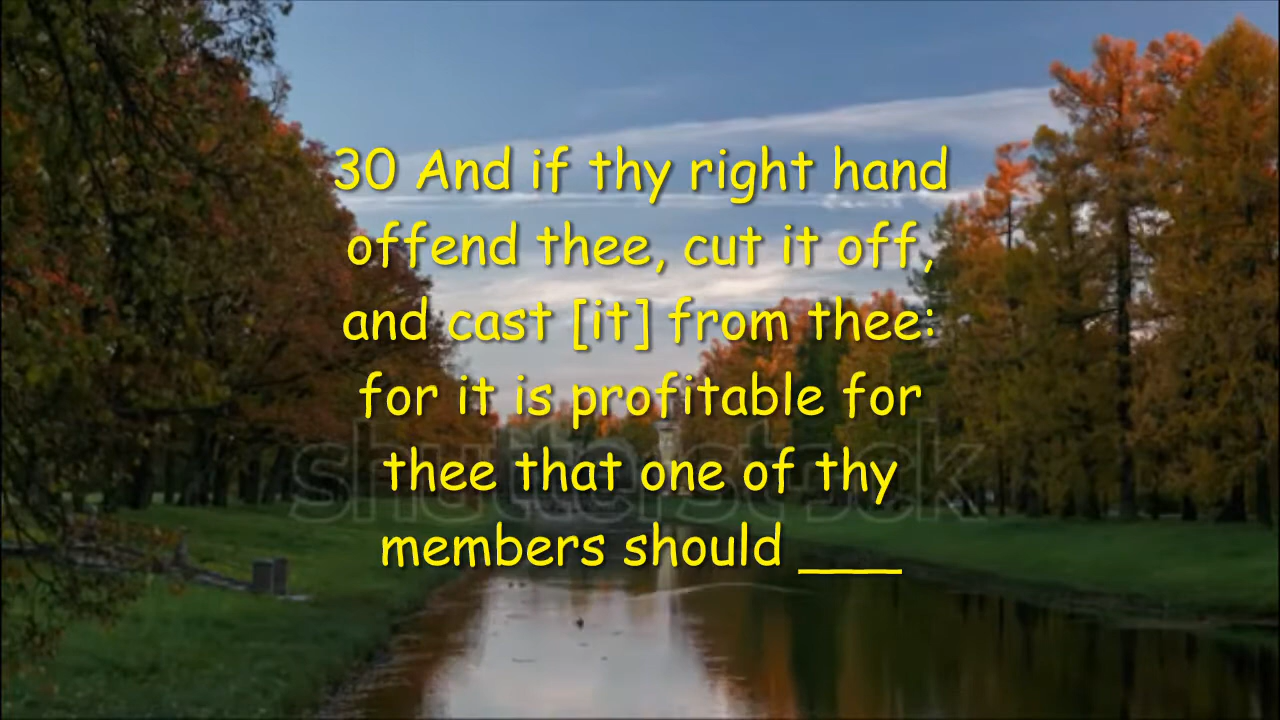 30 And if thy right hand
offend thee, cut it off,
and cast [it] from thee:
for it is profitable for
thee that one of thy
members should ___
shutterstock